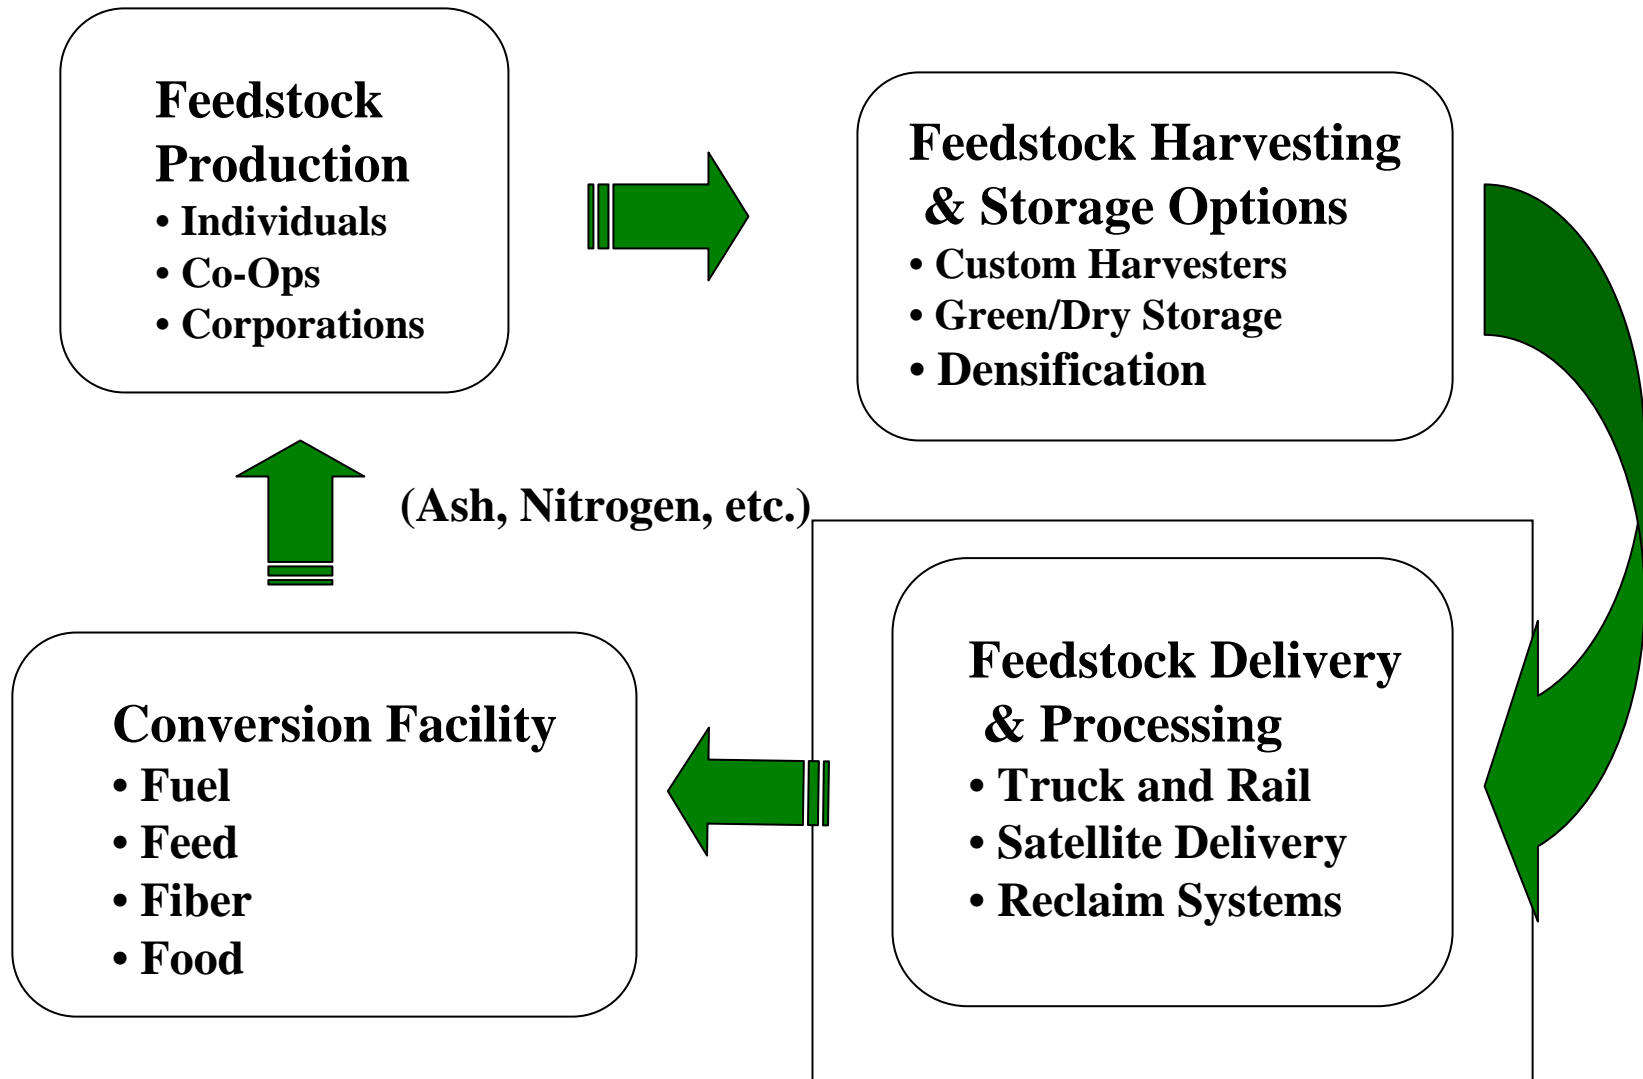 Feedstock
Production
• Individuals
• Co-Ops
• Corporations
Feedstock Harvesting
& Storage Options
• Custom Harvesters
• Green/Dry Storage
• Densification
(Ash, Nitrogen, etc.)
Feedstock Delivery
& Processing
• Truck and Rail
• Satellite Delivery
• Reclaim Systems
Conversion Facility
• Fuel
• Feed
• Fiber
• Food